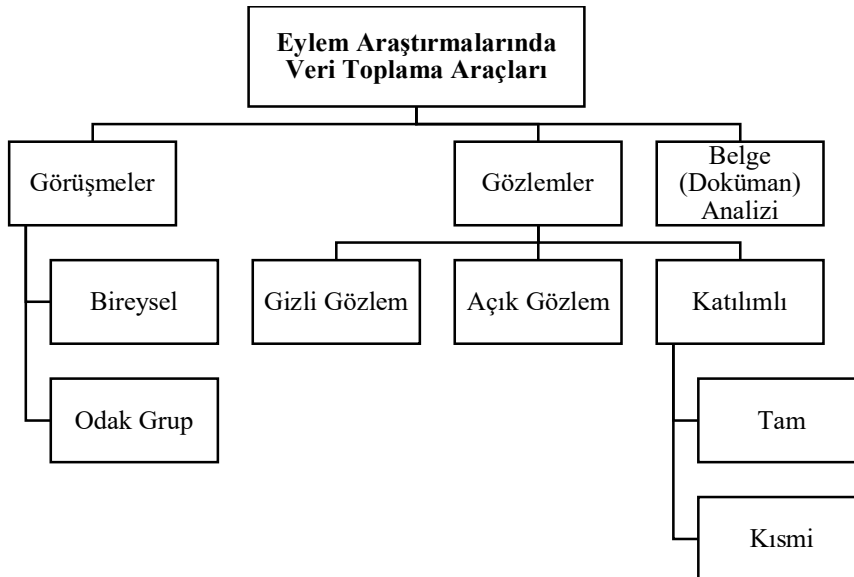 Eylem Araştırmalarında
Veri Toplama Araçları
Görüşmeler
Gözlemler
Belge
(Doküman)
Analizi
Bireysel
Gizli Gözlem
Açık Gözlem
Katılımlı
Odak Grup
Tam
Kısmi